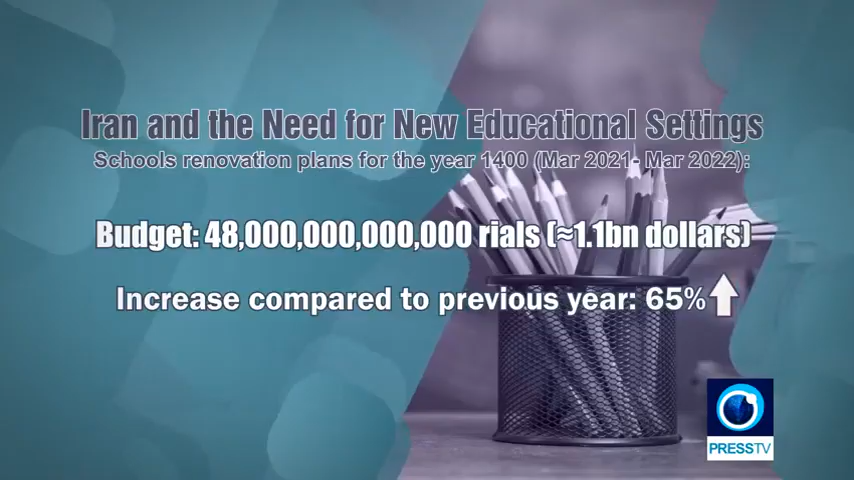 Iran and the Need for New Educational Settings
Schools renovation plans for the year 1400 (Mar 2021- Mar 2022):
Budget: 48,000,000,000,000 rials (≈1.1bn dollars)
Increase compared to previous year: 65%
PRESSTV